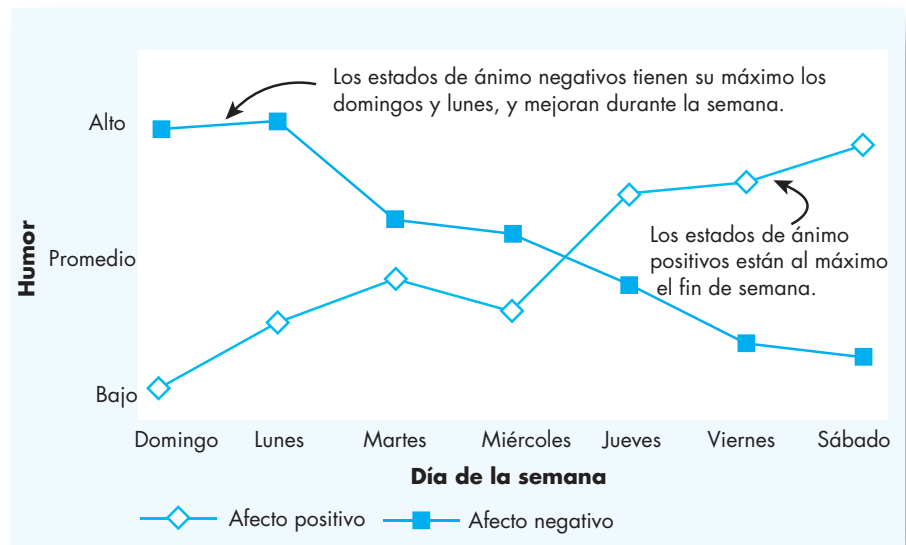 Los estados de ánimo negativos tienen su máximo los
domingos y lunes, y mejoran durante la semana.
Alto
Promedio
Bajo
Humor
Los estados de ánimo
positivos están al máximo
el fin de semana.
Domingo Lunes Martes Miércoles Jueves Viernes Sábado
Día de la semana
Afecto positivo Afecto negativo